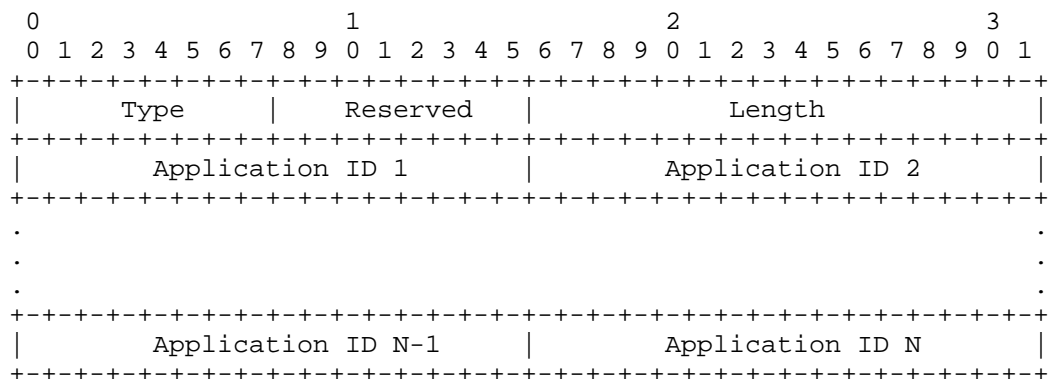 0                   1                   2                   3
 0 1 2 3 4 5 6 7 8 9 0 1 2 3 4 5 6 7 8 9 0 1 2 3 4 5 6 7 8 9 0 1
+-+-+-+-+-+-+-+-+-+-+-+-+-+-+-+-+-+-+-+-+-+-+-+-+-+-+-+-+-+-+-+-+
|      Type     |    Reserved   |            Length             |
+-+-+-+-+-+-+-+-+-+-+-+-+-+-+-+-+-+-+-+-+-+-+-+-+-+-+-+-+-+-+-+-+
|        Application ID 1       |        Application ID 2       |
+-+-+-+-+-+-+-+-+-+-+-+-+-+-+-+-+-+-+-+-+-+-+-+-+-+-+-+-+-+-+-+-+
.                                                               .
.                                                               .
.                                                               .
+-+-+-+-+-+-+-+-+-+-+-+-+-+-+-+-+-+-+-+-+-+-+-+-+-+-+-+-+-+-+-+-+
|        Application ID N-1     |        Application ID N       |
+-+-+-+-+-+-+-+-+-+-+-+-+-+-+-+-+-+-+-+-+-+-+-+-+-+-+-+-+-+-+-+-+